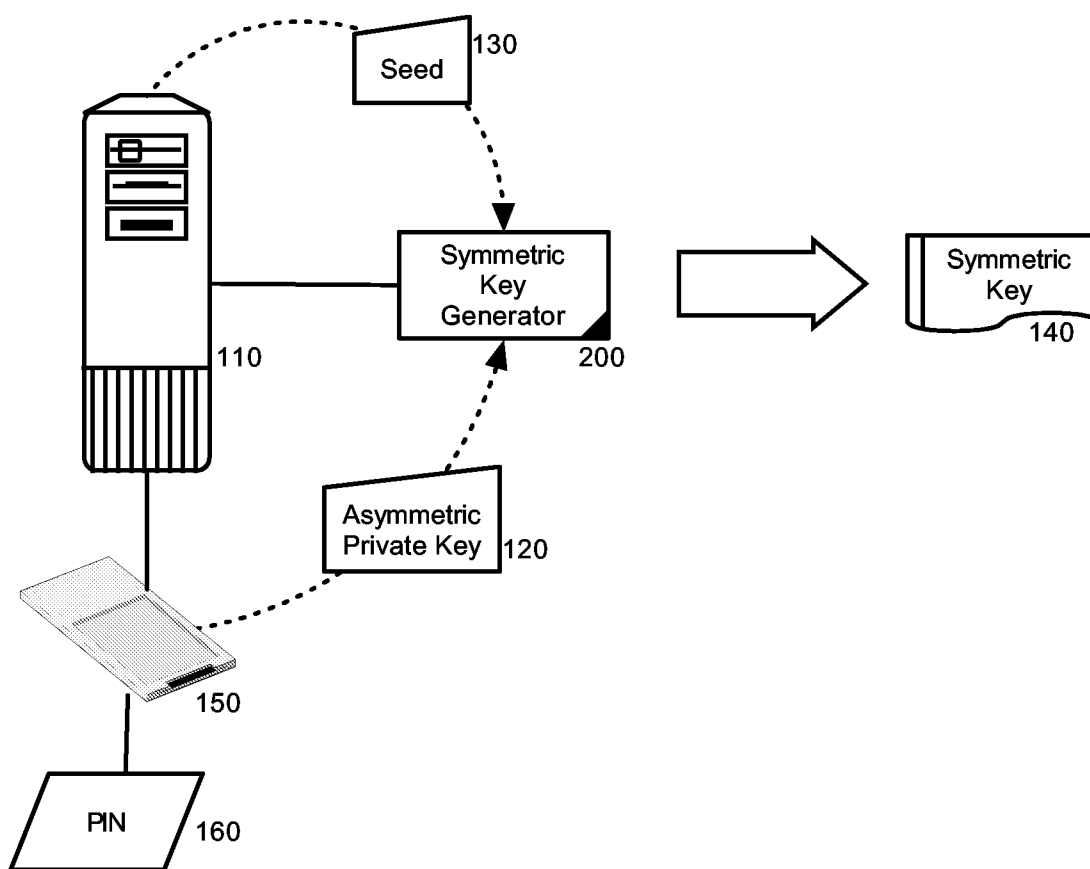 130
Seed
Symmetric
Key
Generator
200
Symmetric
Key
140
110
Asymmetric
Private Key
120
150
PIN
160